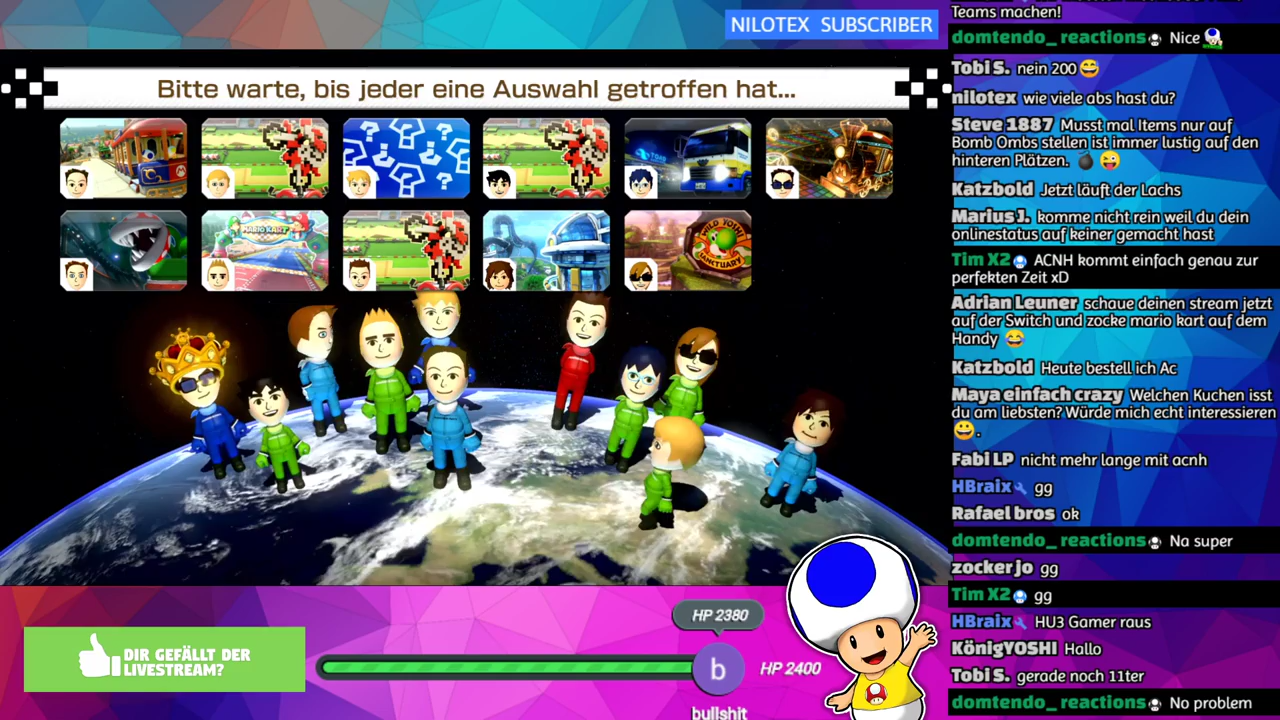 NILOTEX SUBSCRIBER
Bitte warte, bis jeder eine Auswahl getroffen hat...
MARIO KART
WILD YOSHI
SANCTUARY
HP 2380
b
HP 2400
bullshit
DIR GEFÄLLT DER
LIVESTREAM?
Teams machen!
domtendo_reactions Nice
Tobi S. nein 200 😅
nilotex wie viele abs hast du?
Steve 1887 Musst mal Items nur auf
Bomb Ombs stellen ist immer lustig auf den
hinteren Plätzen. 💣 😜
Katzbold Jetzt läuft der Lachs
Marius J. komme nicht rein weil du dein
onlinestatus auf keiner gemacht hast
Tim X2 ACNH kommt einfach genau zur
perfekten Zeit xD
Adrian Leuner schaue deinen stream jetzt
auf der Switch und zocke mario kart auf dem
Handy 😂
Katzbold Heute bestell ich Ac
Maya einfach crazy Welchen Kuchen isst
du am liebsten? Würde mich echt interessieren
😀.
Fabi LP nicht mehr lange mit acnh
HBraix gg
Rafael bros ok
domtendo_reactions Na super
zocker jo gg
Tim X2 gg
HBraix HU3 Gamer raus
KönigYOSHI Hallo
Tobi S. gerade noch 11ter
domtendo_reactions No problem